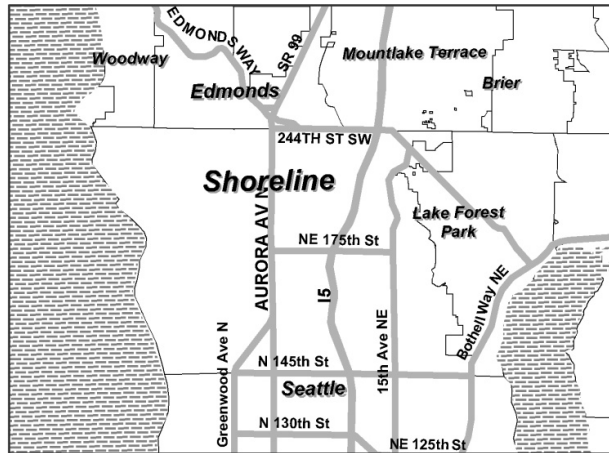 EDMONDS WAY
SR 99
Woodway
Mountlake Terrace
Brier
Edmonds
244TH ST SW
Shoreline
AURORA AV N
Lake Forest
Park
NE 175th St
I5
Bothell Way NE
Greenwood Ave N
N 145th St
15th Ave NE
Seattle
N 130th St
NE 125th St